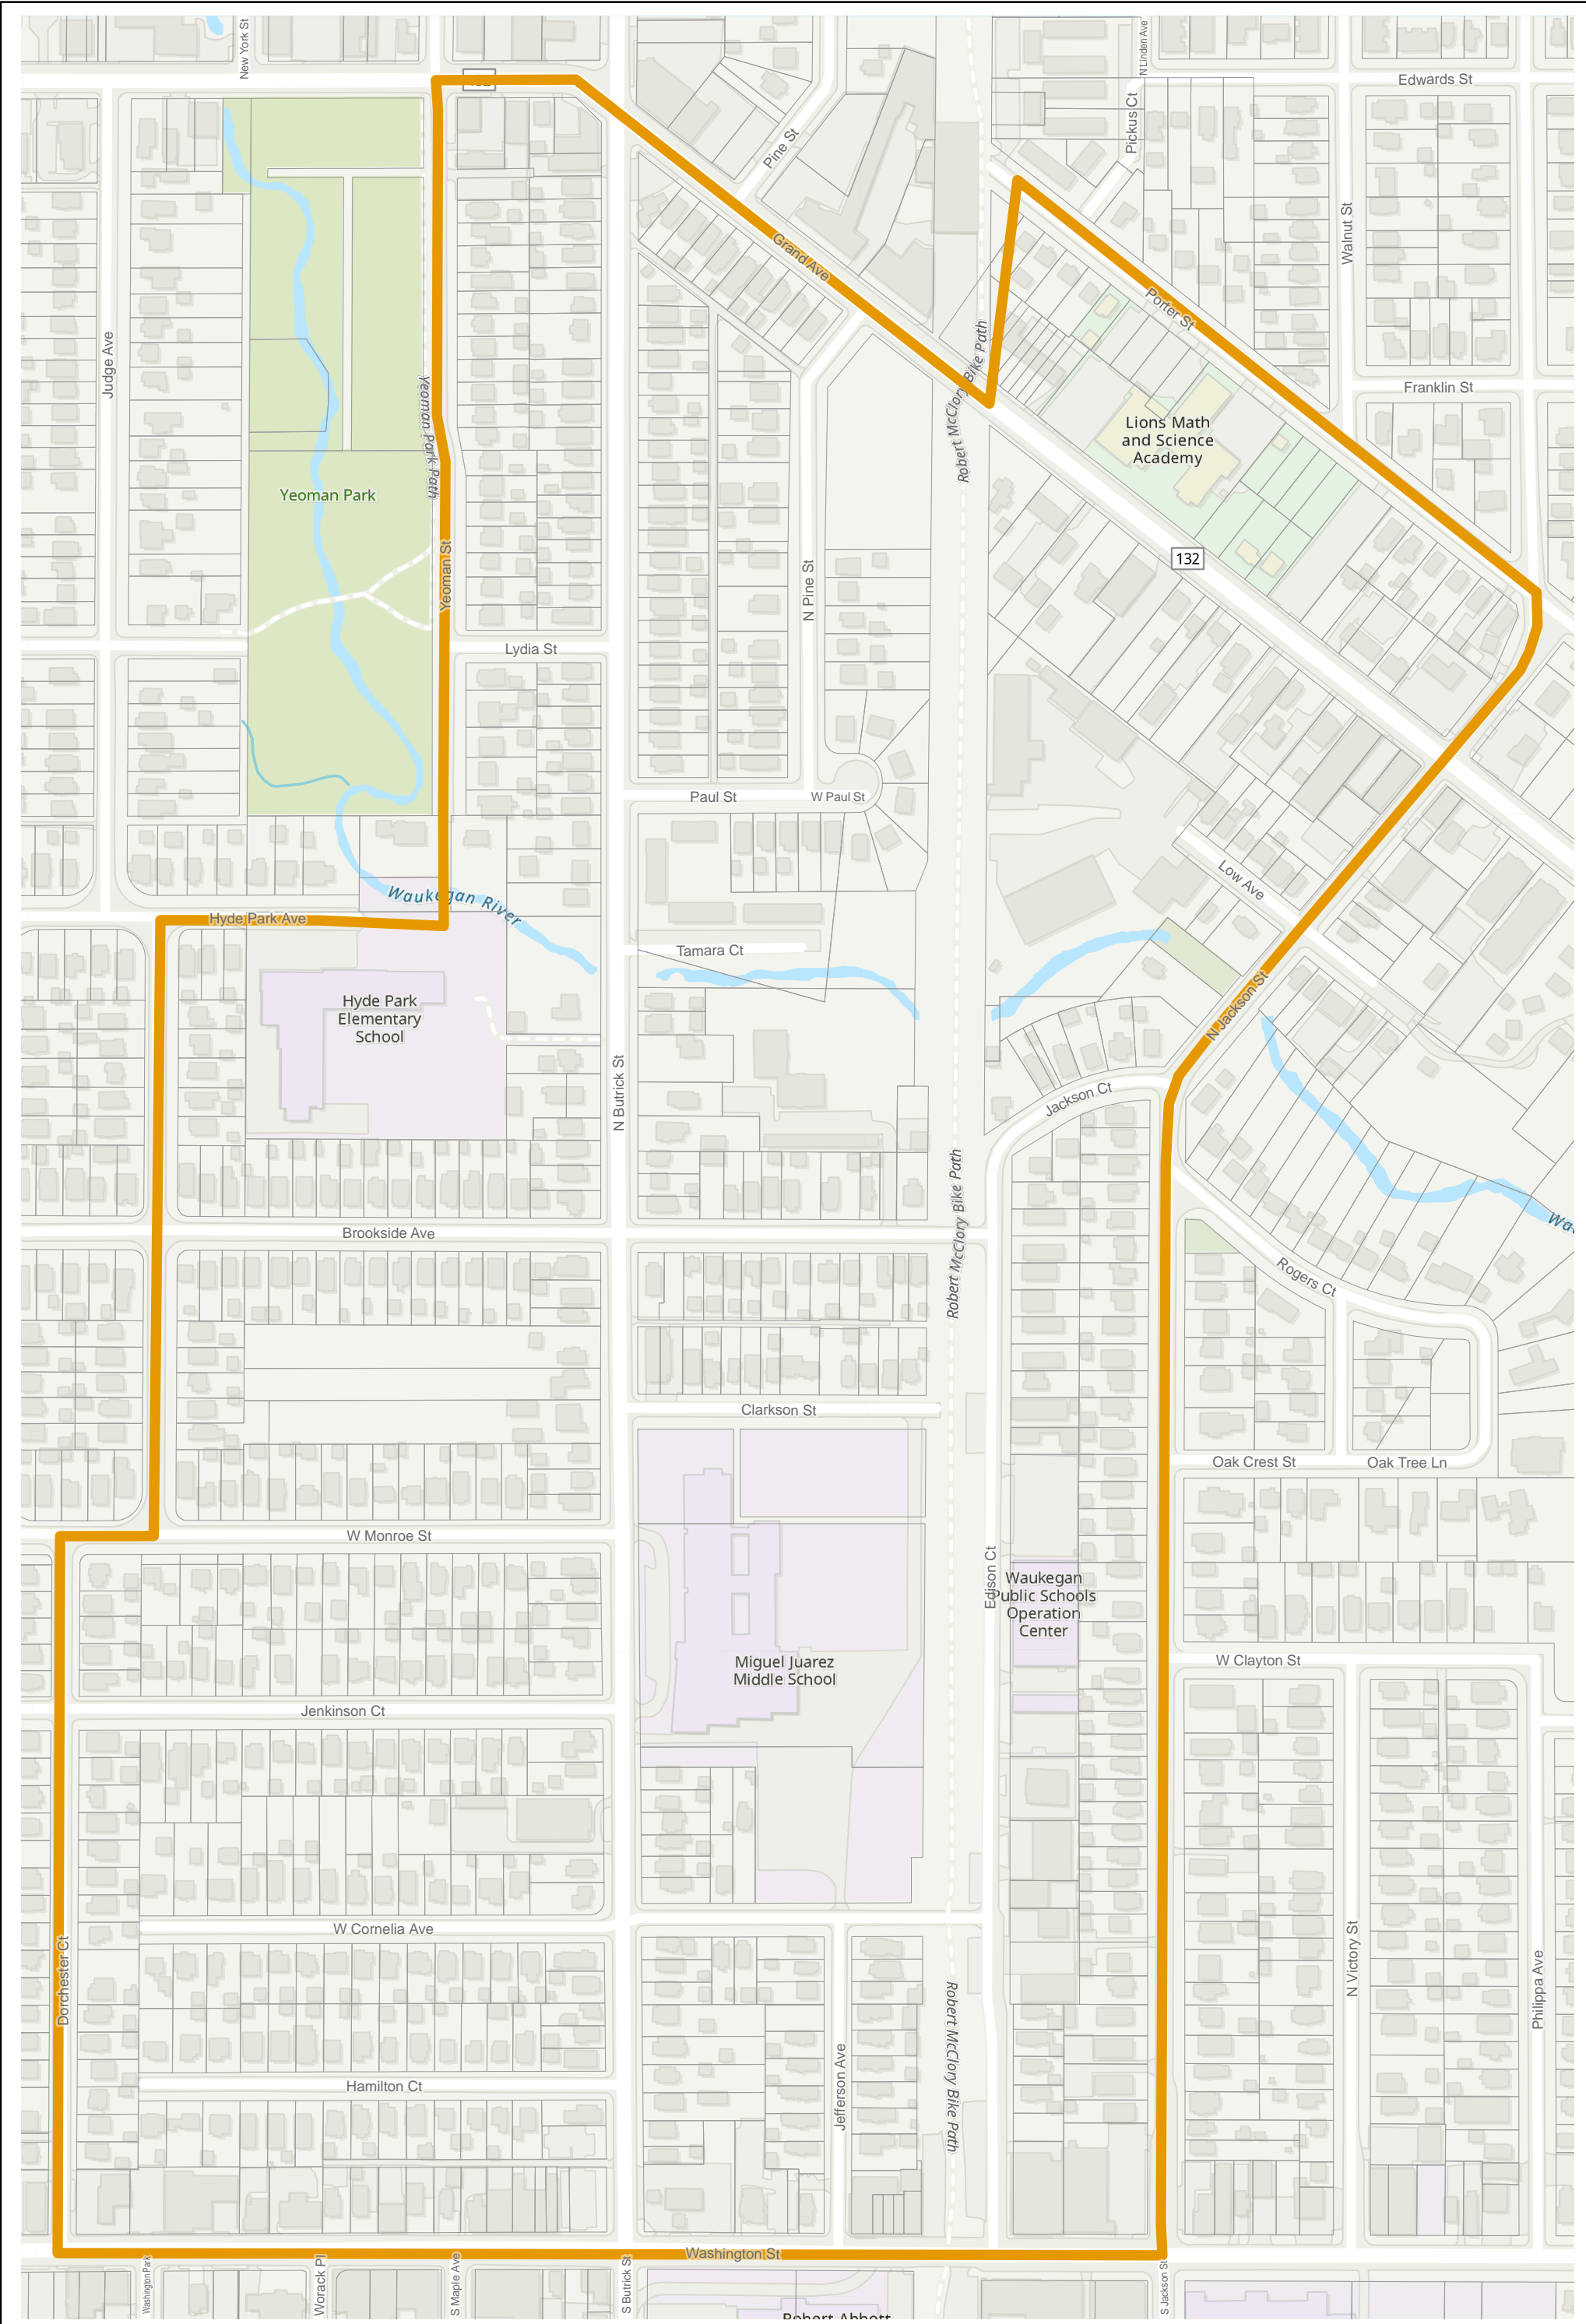 New York St
N Linden Ave
Edwards St
Pickus Ct
Pine St
Walnut St
Grand Ave
Porter St
Judge Ave
Robert McClory Bike Path
Franklin St
Yeoman Park Path
Lions Math
and Science
Academy
Yeoman Park
132
Yeoman St
N Pine St
Lydia St
Paul St
W Paul St
Low Ave
Waukegan River
Hyde Park Ave
Tamara Ct
Hyde Park
Elementary
School
N Jackson St
N Butrick St
Jackson Ct
Robert McClory Bike Path
Brookside Ave
Rogers Ct
Clarkson St
Oak Crest St
Oak Tree Ln
W Monroe St
Edison Ct
Waukegan
Public Schools
Operation
Center
Miguel Juarez
Middle School
W Clayton St
Jenkinson Ct
W Cornelia Ave
Dorchester Ct
N Victory St
Philippa Ave
Robert McClory Bike Path
Hamilton Ct
Jefferson Ave
Washington St
Washington Park
Worack Pl
S Maple Ave
S Butrick St
S Jackson St
Robert Abbott